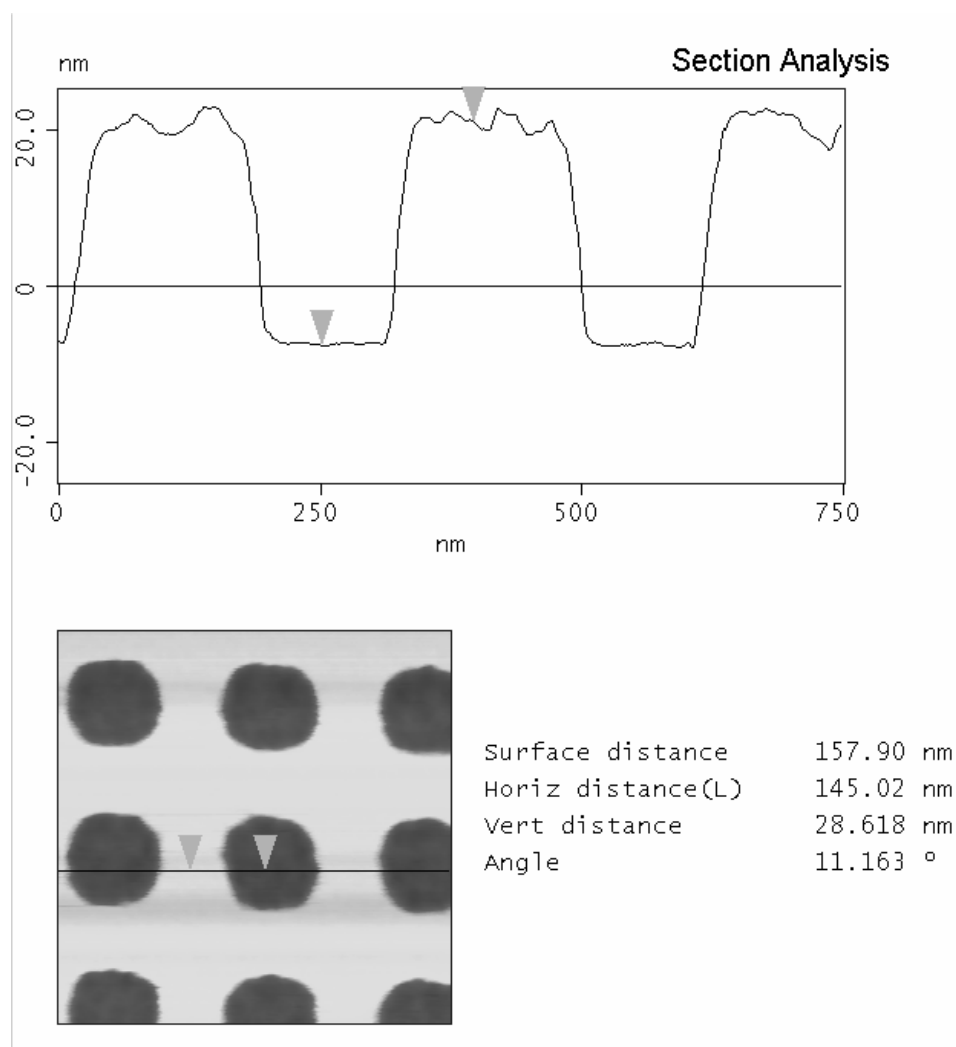 nm
Section Analysis
20.0
0
-20.0
0 250 500 750
nm
Surface distance 157.90 nm
Horiz distance(L) 145.02 nm
Vert distance 28.618 nm
Angle 11.163 º